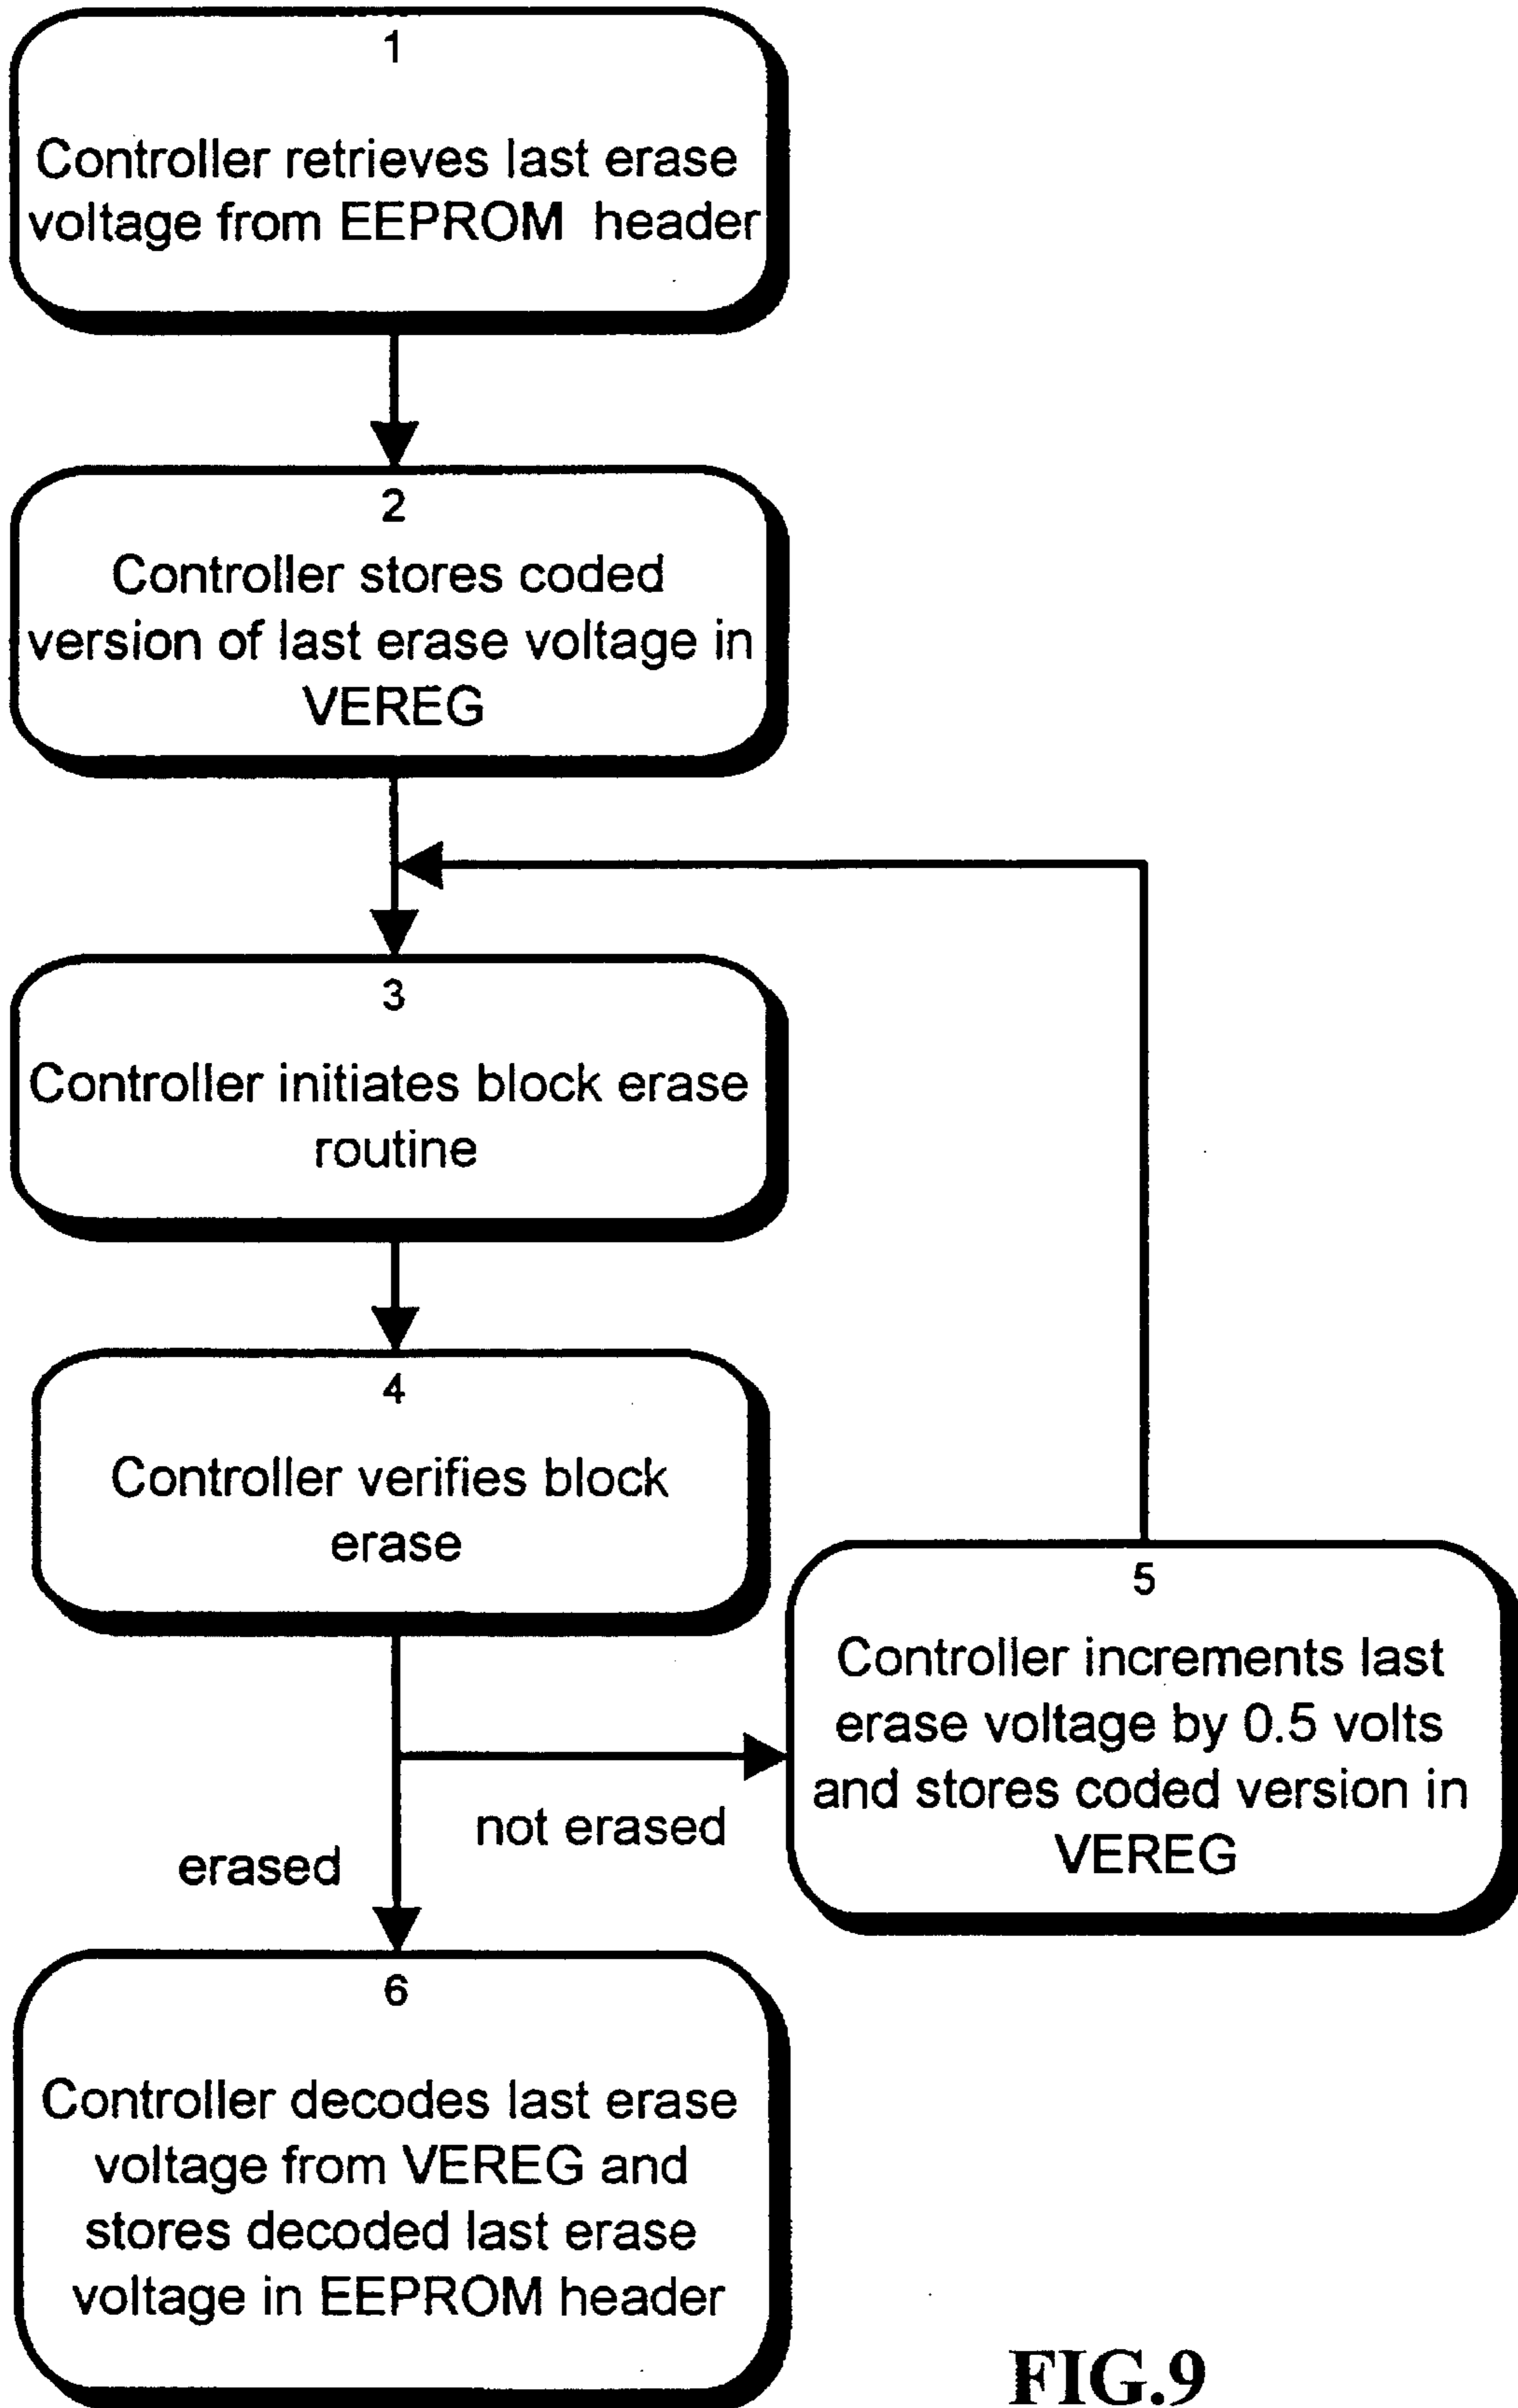 1
Controller retrieves last erase
voltage from EEPROM header
2
Controller stores coded
version of last erase voltage in
VEREG
3
Controller initiates block erase
routine
4
Controller verifies block
erase
5
Controller increments last
erase voltage by 0.5 volts
and stores coded version in
VEREG
not erased
erased
6
Controller decodes last erase
voltage from VEREG and
stores decoded last erase
voltage in EEPROM header
FIG.9